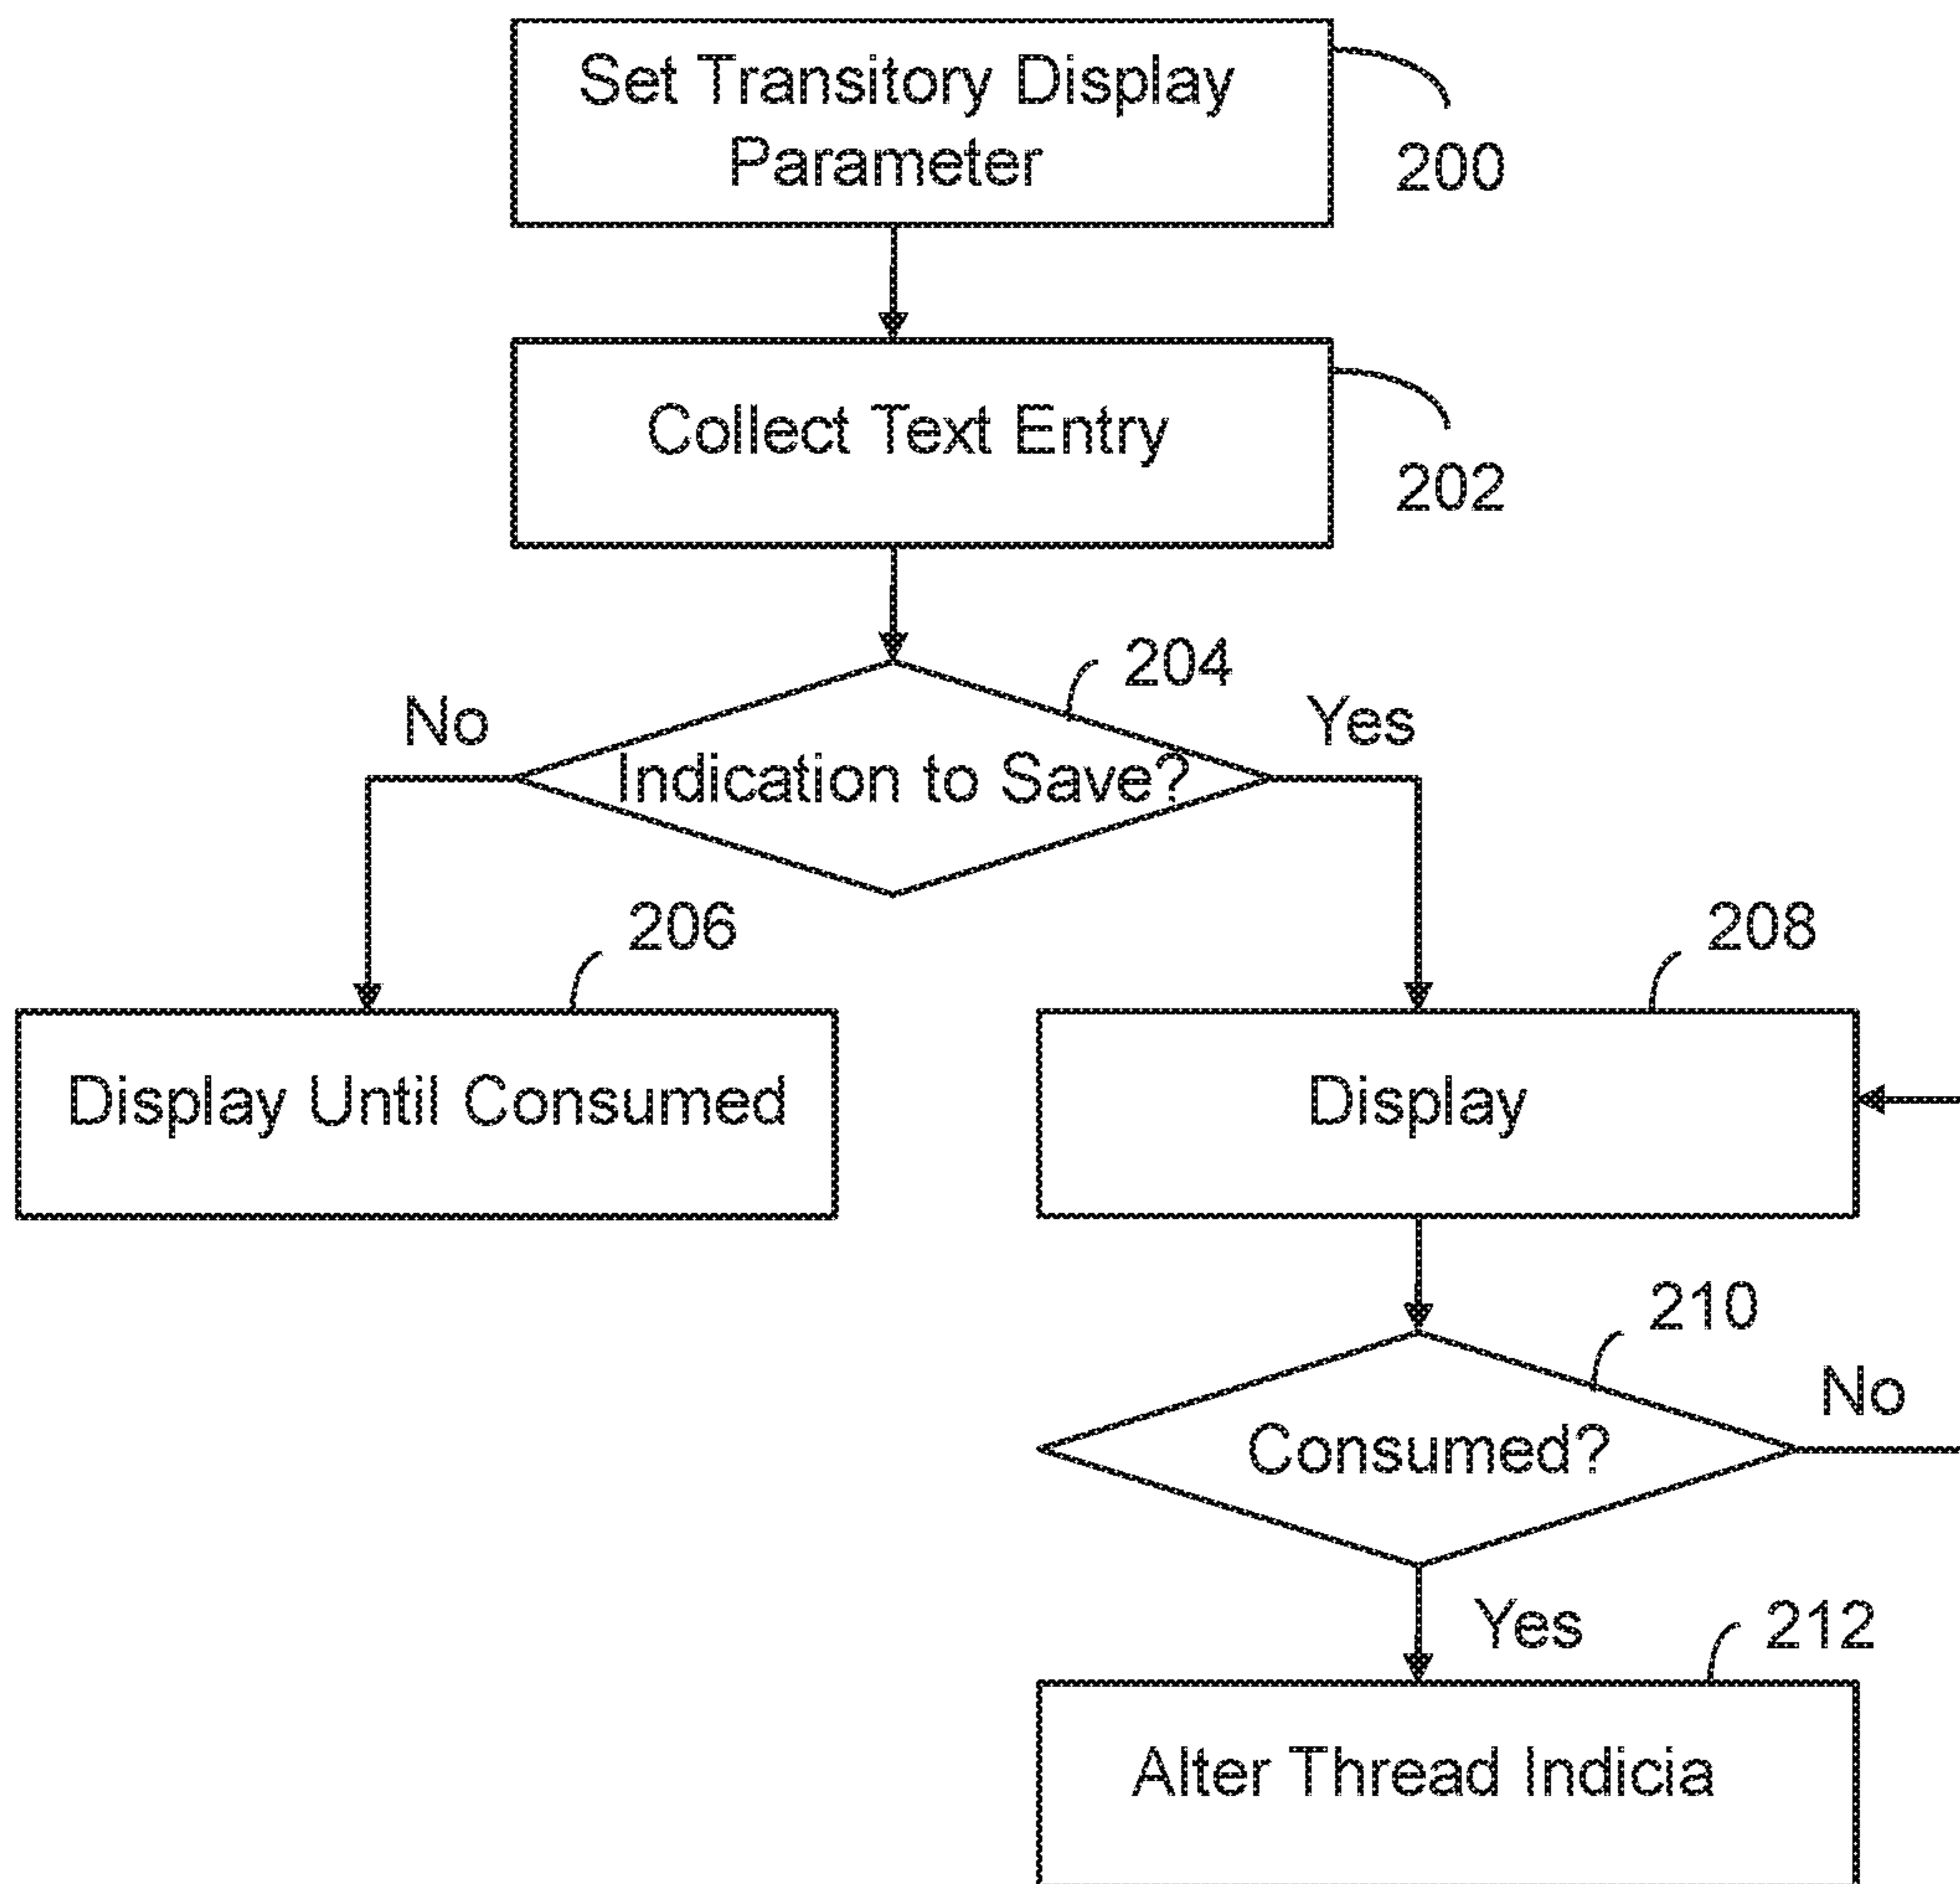 Set Transitory Display
Parameter
200
Collect Text Entry
202
204
No
Yes
Indication to Save?
206
208
Display Until Consumed
Display
210
No
Consumed?
Yes
212
Alter Thread Indicia